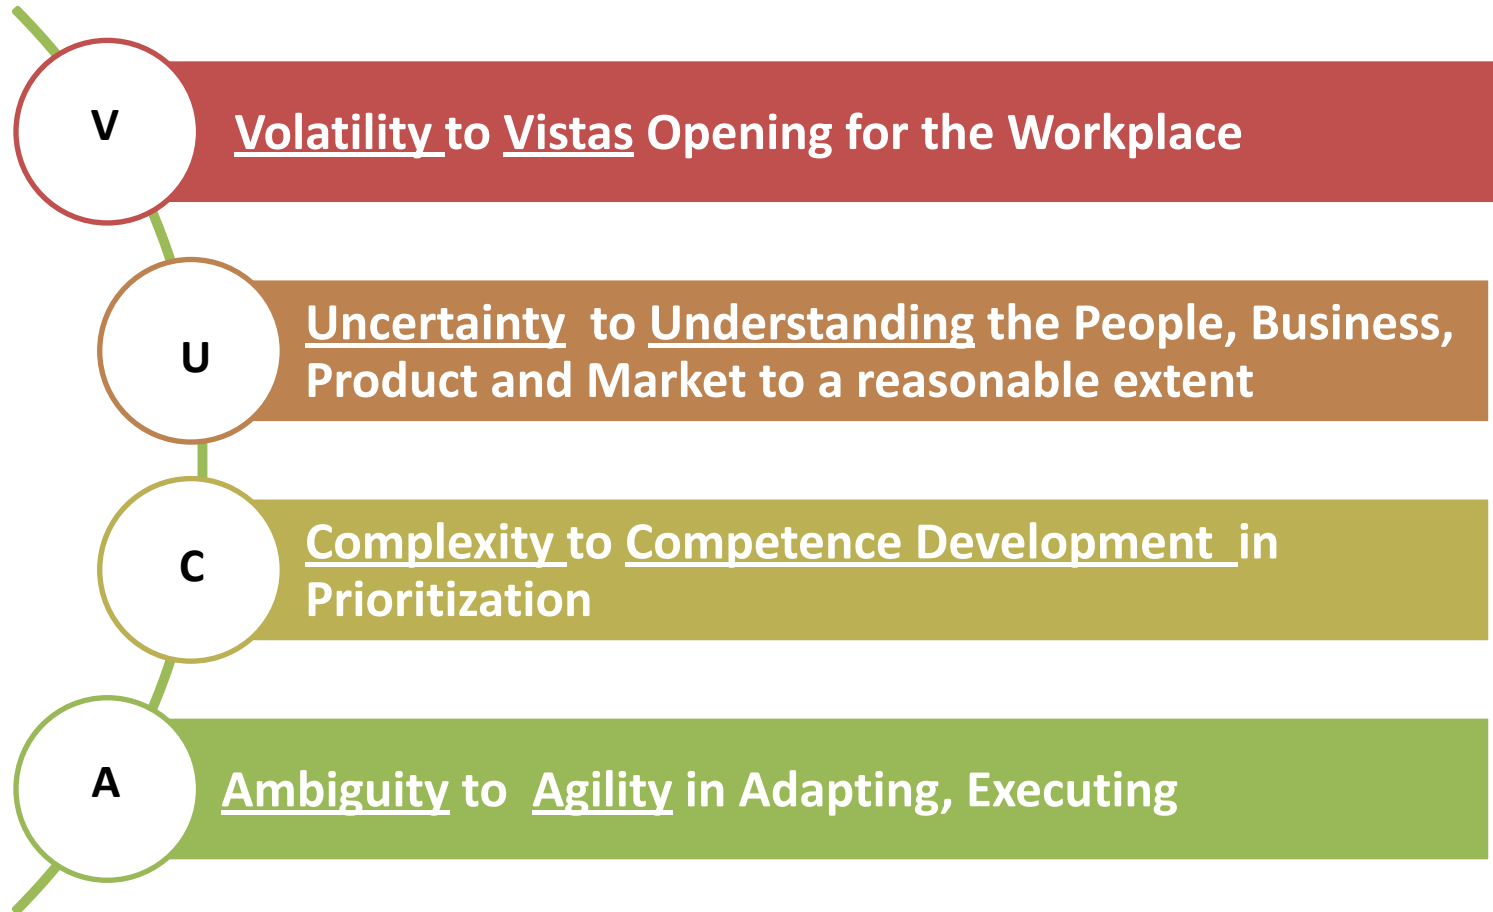 V
Volatility to Vistas Opening for the Workplace
U
Uncertainty to Understanding the People, Business,
Product and Market to a reasonable extent
C
Complexity to Competence Development in
Prioritization
A
Ambiguity to Agility in Adapting, Executing